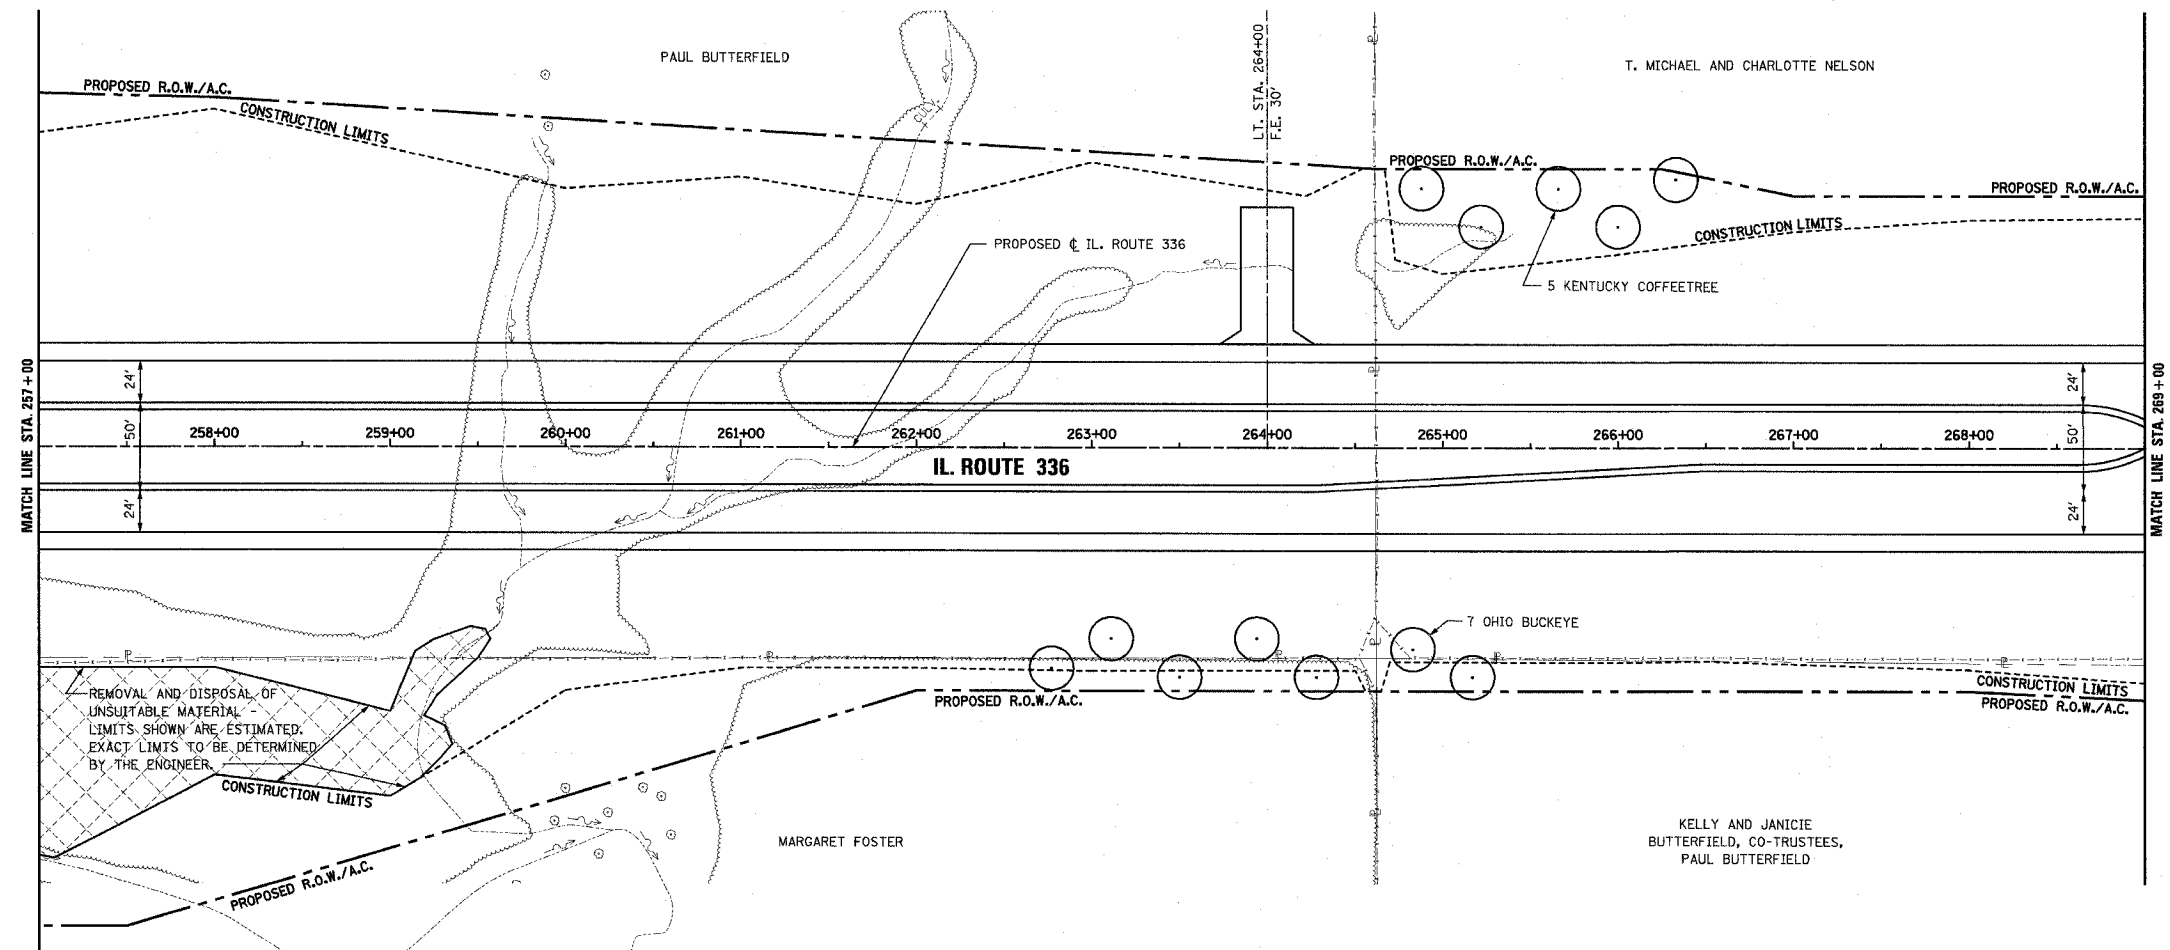 PAUL BUTTERFIELD
T. MICHAEL AND CHARLOTTE NELSON
LT. STA. 264+00
F.E. 30'
PROPOSED R.O.W./A.C.
CONSTRUCTION LIMITS
CULV.
PROPOSED R.O.W./A.C.
PROPOSED R.O.W./A.C.
CONSTRUCTION LIMITS
PROPOSED ℄ IL. ROUTE 336
5 KENTUCKY COFFEETREE
MATCH LINE STA. 257+00
24'
50'
24'
258+00
259+00
260+00
261+00
262+00
263+00
264+00
265+00
266+00
267+00
268+00
IL. ROUTE 336
24'
50'
24'
MATCH LINE STA. 269+00
7 OHIO BUCKEYE
REMOVAL AND DISPOSAL OF
UNSUITABLE MATERIAL -
LIMITS SHOWN ARE ESTIMATED.
EXACT LIMTS TO BE DETERMINED
BY THE ENGINEER.
CONSTRUCTION LIMITS
PROPOSED R.O.W./A.C.
PROPOSED R.O.W./A.C.
CONSTRUCTION LIMITS
PROPOSED R.O.W./A.C.
MARGARET FOSTER
KELLY AND JANICIE
BUTTERFIELD, CO-TRUSTEES,
PAUL BUTTERFIELD